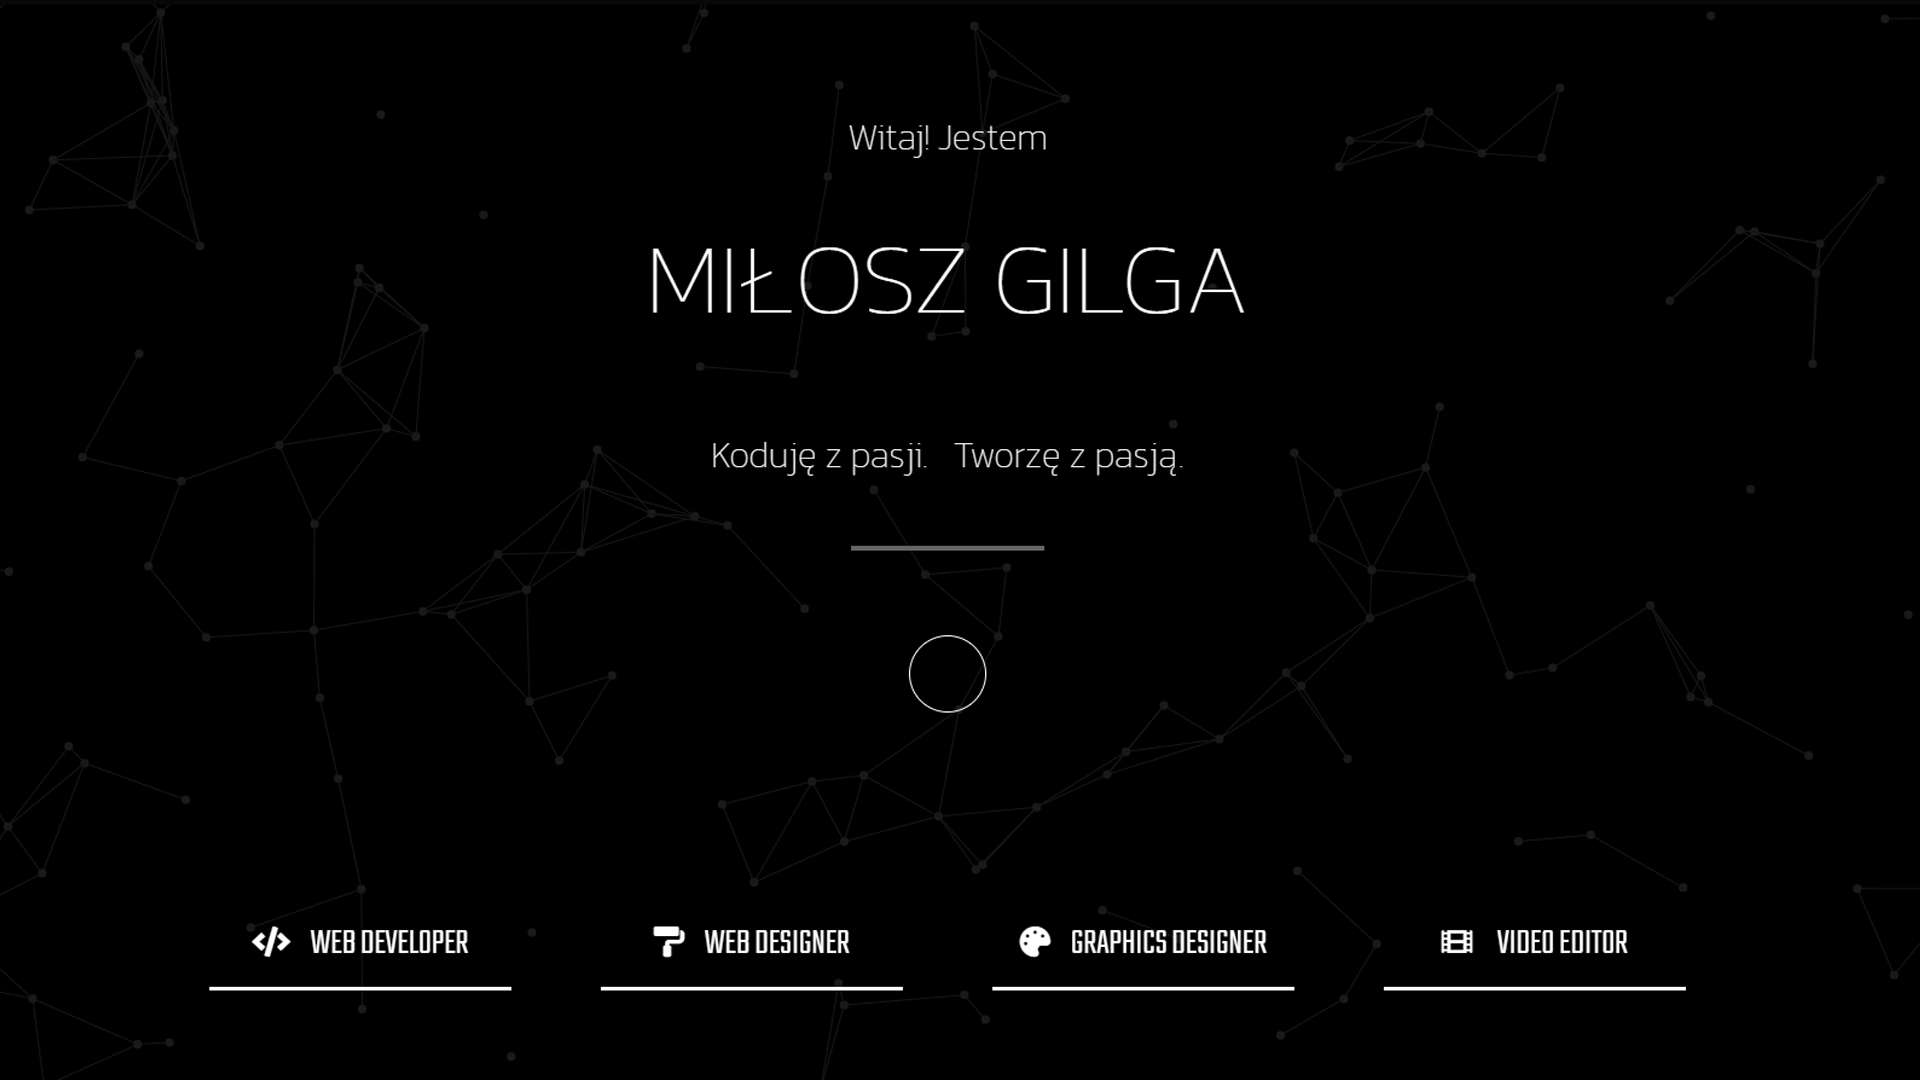 Witaj! Jestem
MIŁOSZ GILGA
Koduję z pasji. Tworzę z pasją.
WEB DEVELOPER
WEB DESIGNER
GRAPHICS DESIGNER
VIDEO EDITOR